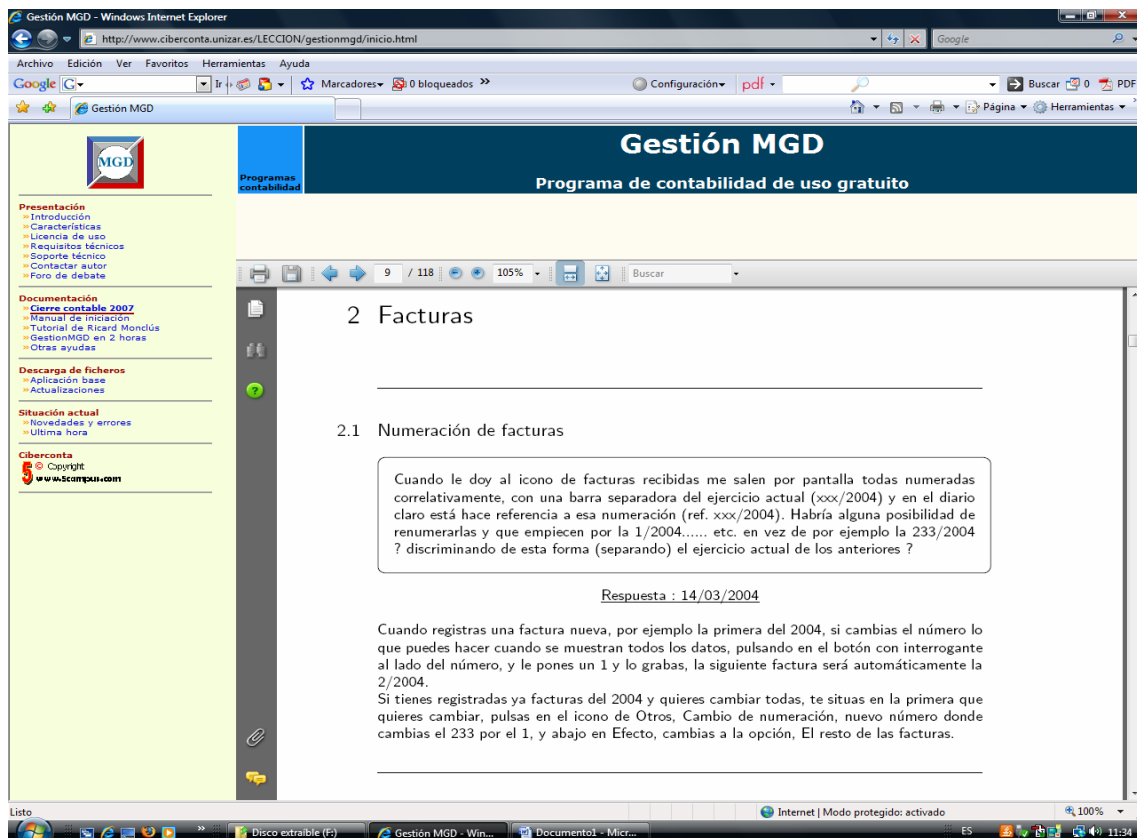 Gestión MGD - Windows Internet Explorer
http://www.ciberconta.unizar.es/LECCION/gestionmgd/inicio.html
Google
Archivo Edición Ver Favoritos Herramientas Ayuda
Google G Ir Marcadores 0 bloqueados Configuración pdf Buscar 0 PDF
Gestión MGD Página Herramientas
MGD
Programas
contabilidad
Gestión MGD
Programa de contabilidad de uso gratuito
Presentación
Introducción
Características
Licencia de uso
Requisitos técnicos
Soporte técnico
Contactar autor
Foro de debate
Documentación
Cierre contable 2007
Manual de iniciación
Tutorial de Ricard Monclús
GestionMGD en 2 horas
Otras ayudas
Descarga de ficheros
Aplicación base
Actualizaciones
Situación actual
Novedades y errores
Ultima hora
Ciberconta
5 © Copyright
www.5campus.com
9 / 118 105% Buscar
2 Facturas
2.1 Numeración de facturas
Cuando le doy al icono de facturas recibidas me salen por pantalla todas numeradas
correlativamente, con una barra separadora del ejercicio actual (xxx/2004) y en el diario
claro está hace referencia a esa numeración (ref. xxx/2004). Habría alguna posibilidad de
renumerarlas y que empiecen por la 1/2004...... etc. en vez de por ejemplo la 233/2004
? discriminando de esta forma (separando) el ejercicio actual de los anteriores ?
Respuesta : 14/03/2004
Cuando registras una factura nueva, por ejemplo la primera del 2004, si cambias el número lo
que puedes hacer cuando se muestran todos los datos, pulsando en el botón con interrogante
al lado del número, y le pones un 1 y lo grabas, la siguiente factura será automáticamente la
2/2004.
Si tienes registradas ya facturas del 2004 y quieres cambiar todas, te situas en la primera que
quieres cambiar, pulsas en el icono de Otros, Cambio de numeración, nuevo número donde
cambias el 233 por el 1, y abajo en Efecto, cambias a la opción, El resto de las facturas.
Listo Internet | Modo protegido: activado 100%
Disco extraíble (F:) Gestión MGD - Win... Documento1 - Micr... ES 11:34